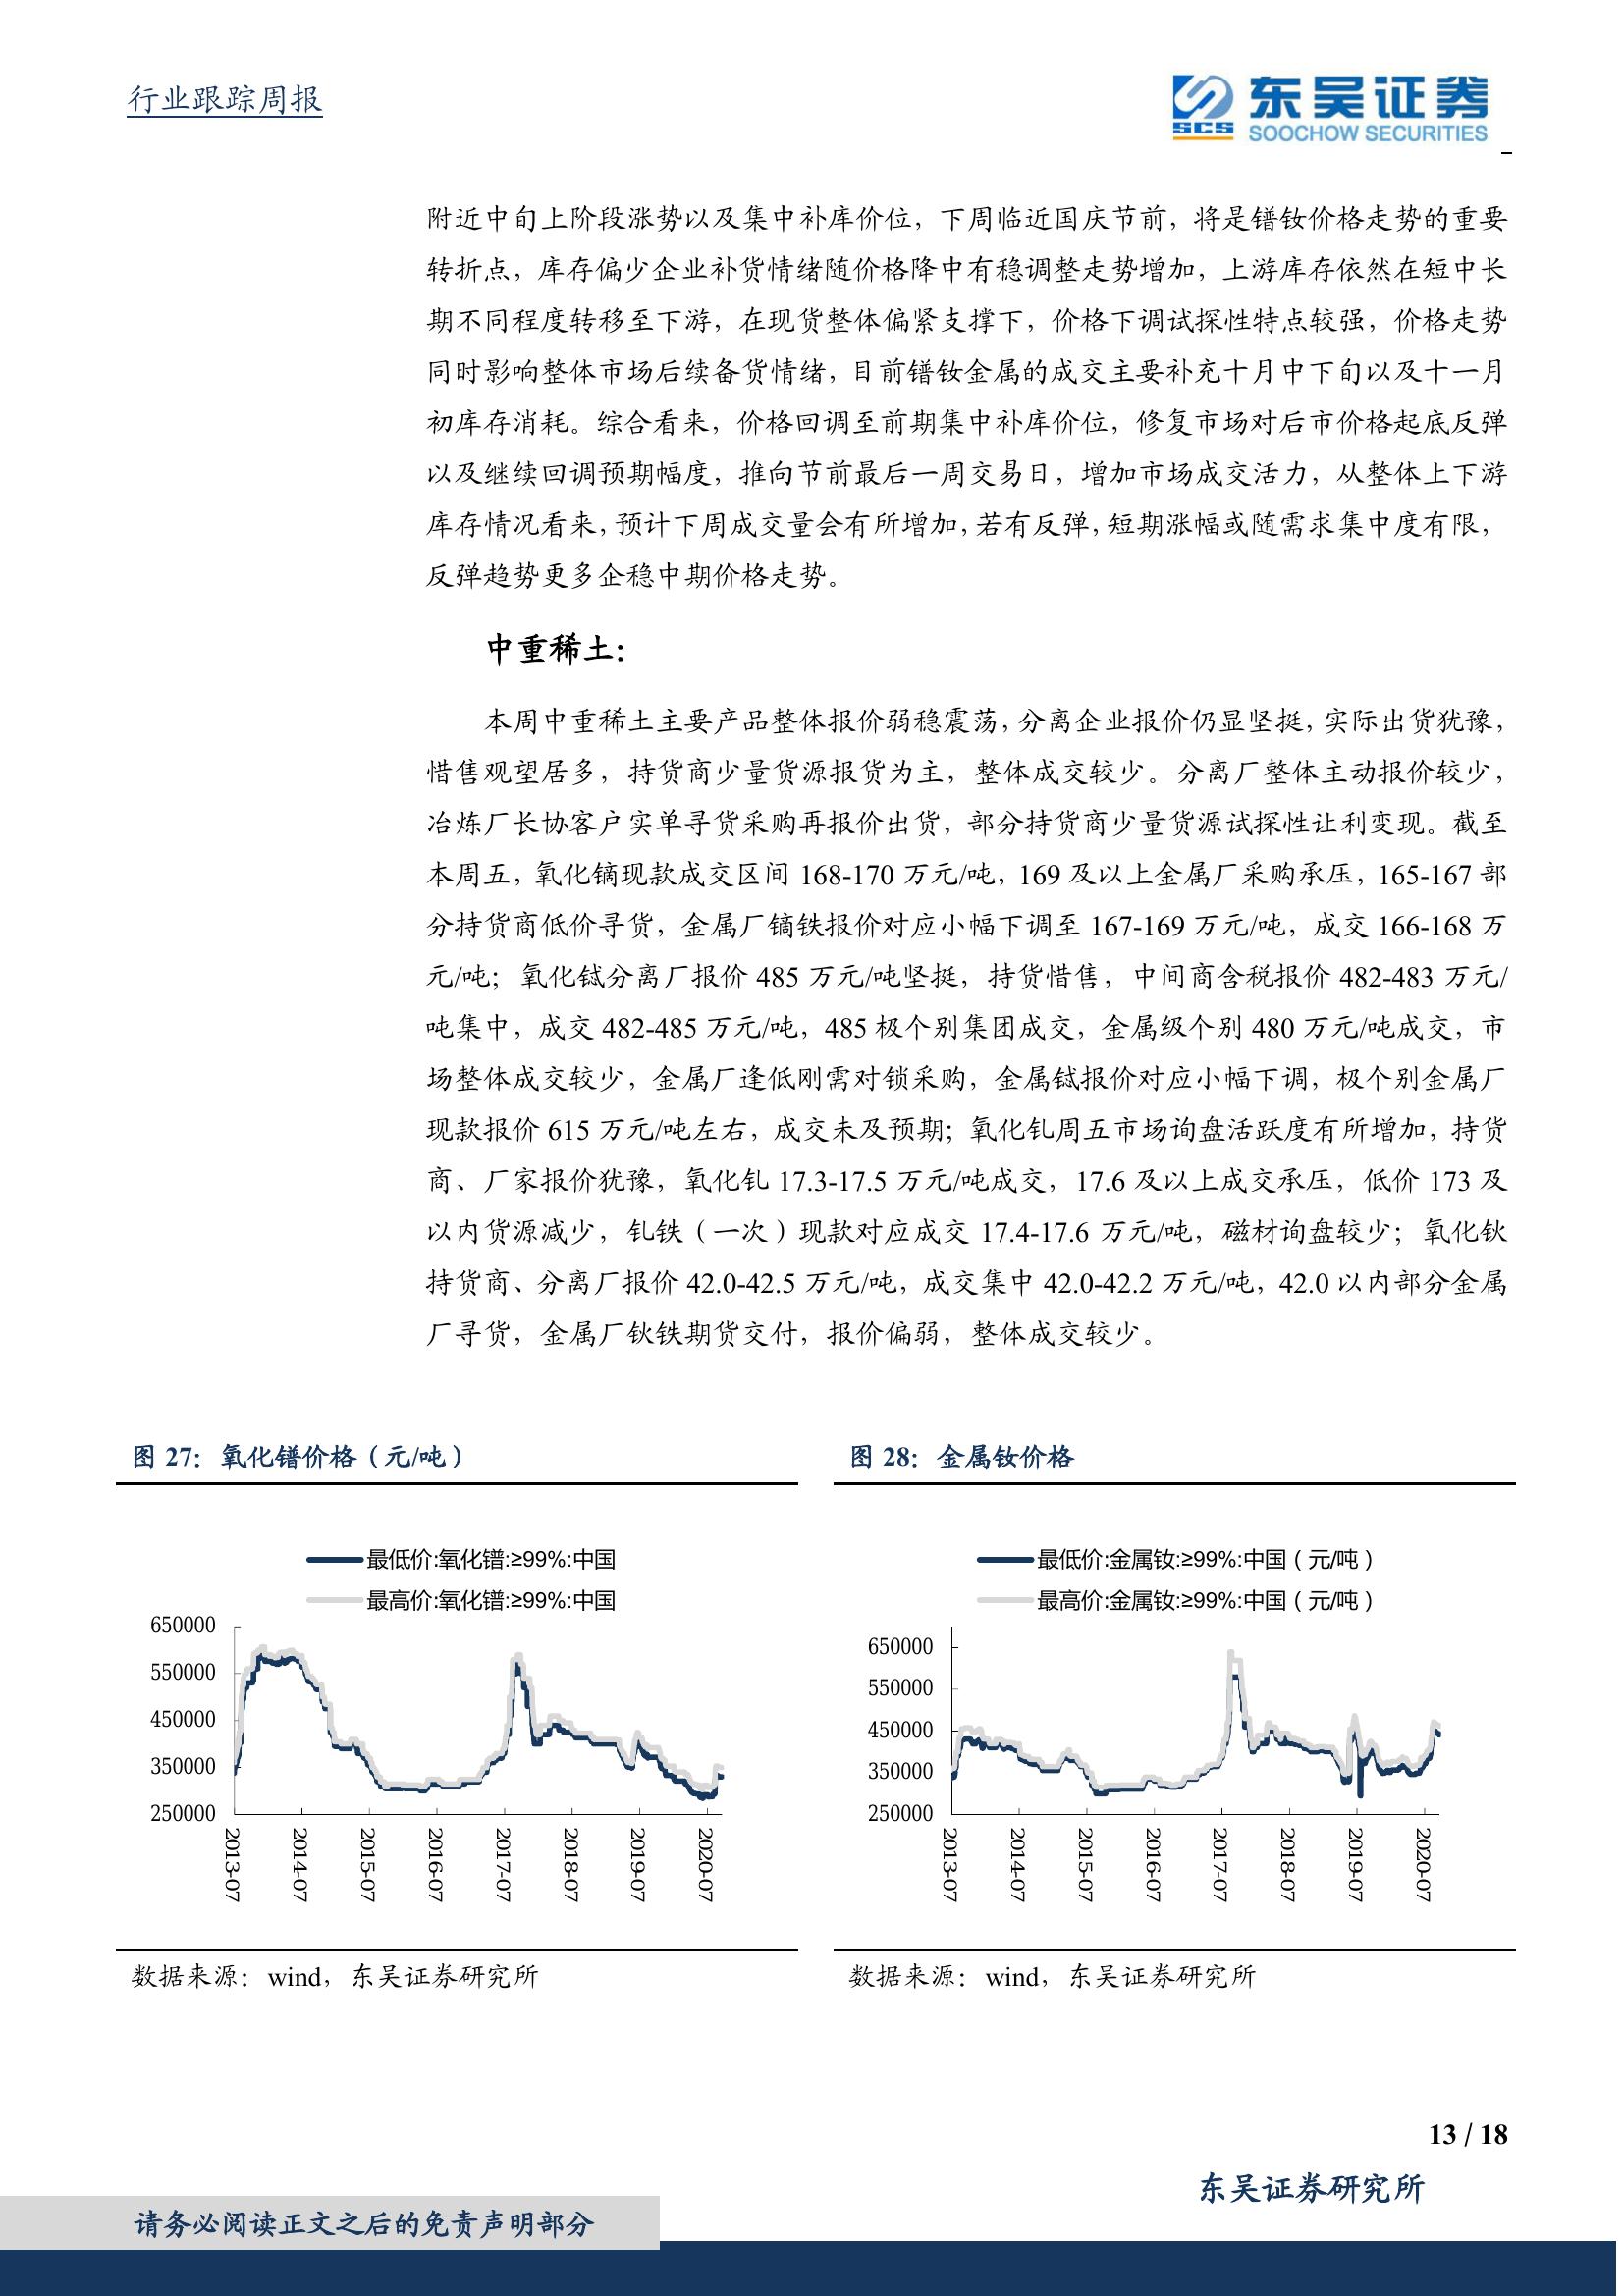 行业跟踪周报
SCS
东吴证券
SOOCHOW SECURITIES
附近中旬上阶段涨势以及集中补库价位，下周临近国庆节前，将是镨钕价格走势的重要
转折点，库存偏少企业补货情绪随价格降中有稳调整走势增加，上游库存依然在短中长
期不同程度转移至下游，在现货整体偏紧支撑下，价格下调试探性特点较强，价格走势
同时影响整体市场后续备货情绪，目前镨钕金属的成交主要补充十月中下旬以及十一月
初库存消耗。综合看来，价格回调至前期集中补库价位，修复市场对后市价格起底反弹
以及继续回调预期幅度，推向节前最后一周交易日，增加市场成交活力，从整体上下游
库存情况看来，预计下周成交量会有所增加，若有反弹，短期涨幅或随需求集中度有限，
反弹趋势更多企稳中期价格走势。
中重稀土：
本周中重稀土主要产品整体报价弱稳震荡，分离企业报价仍显坚挺，实际出货犹豫，
惜售观望居多，持货商少量货源报货为主，整体成交较少。分离厂整体主动报价较少，
冶炼厂长协客户实单寻货采购再报价出货，部分持货商少量货源试探性让利变现。截至
本周五，氧化镝现款成交区间 168-170 万元/吨，169 及以上金属厂采购承压，165-167 部
分持货商低价寻货，金属厂镝铁报价对应小幅下调至 167-169 万元/吨，成交 166-168 万
元/吨；氧化铽分离厂报价 485 万元/吨坚挺，持货惜售，中间商含税报价 482-483 万元/
吨集中，成交 482-485 万元/吨，485 极个别集团成交，金属级个别 480 万元/吨成交，市
场整体成交较少，金属厂逢低刚需对锁采购，金属铽报价对应小幅下调，极个别金属厂
现款报价 615 万元/吨左右，成交未及预期；氧化钆周五市场询盘活跃度有所增加，持货
商、厂家报价犹豫，氧化钆 17.3-17.5 万元/吨成交，17.6 及以上成交承压，低价 173 及
以内货源减少，钆铁（一次）现款对应成交 17.4-17.6 万元/吨，磁材询盘较少；氧化钬
持货商、分离厂报价 42.0-42.5 万元/吨，成交集中 42.0-42.2 万元/吨，42.0 以内部分金属
厂寻货，金属厂钬铁期货交付，报价偏弱，整体成交较少。
图 27：氧化镨价格（元/吨）
最低价:氧化镨:≥99%:中国
最高价:氧化镨:≥99%:中国
650000
550000
450000
350000
250000
2013-07
2014-07
2015-07
2016-07
2017-07
2018-07
2019-07
2020-07
数据来源：wind，东吴证券研究所
图 28：金属钕价格
最低价:金属钕:≥99%:中国（元/吨）
最高价:金属钕:≥99%:中国（元/吨）
650000
550000
450000
350000
250000
2013-07
2014-07
2015-07
2016-07
2017-07
2018-07
2019-07
2020-07
数据来源：wind，东吴证券研究所
13 / 18
东吴证券研究所
请务必阅读正文之后的免责声明部分